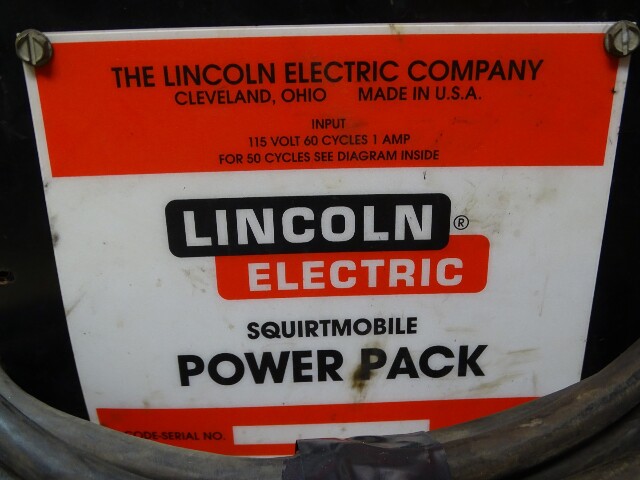 THE LINCOLN ELECTRIC COMPANY
CLEVELAND, OHIO MADE IN U.S.A.
INPUT
115 VOLT 60 CYCLES 1 AMP
FOR 50 CYCLES SEE DIAGRAM INSIDE
LINCOLN ®
ELECTRIC
SQUIRTMOBILE
POWER PACK
CODE-SERIAL NO.